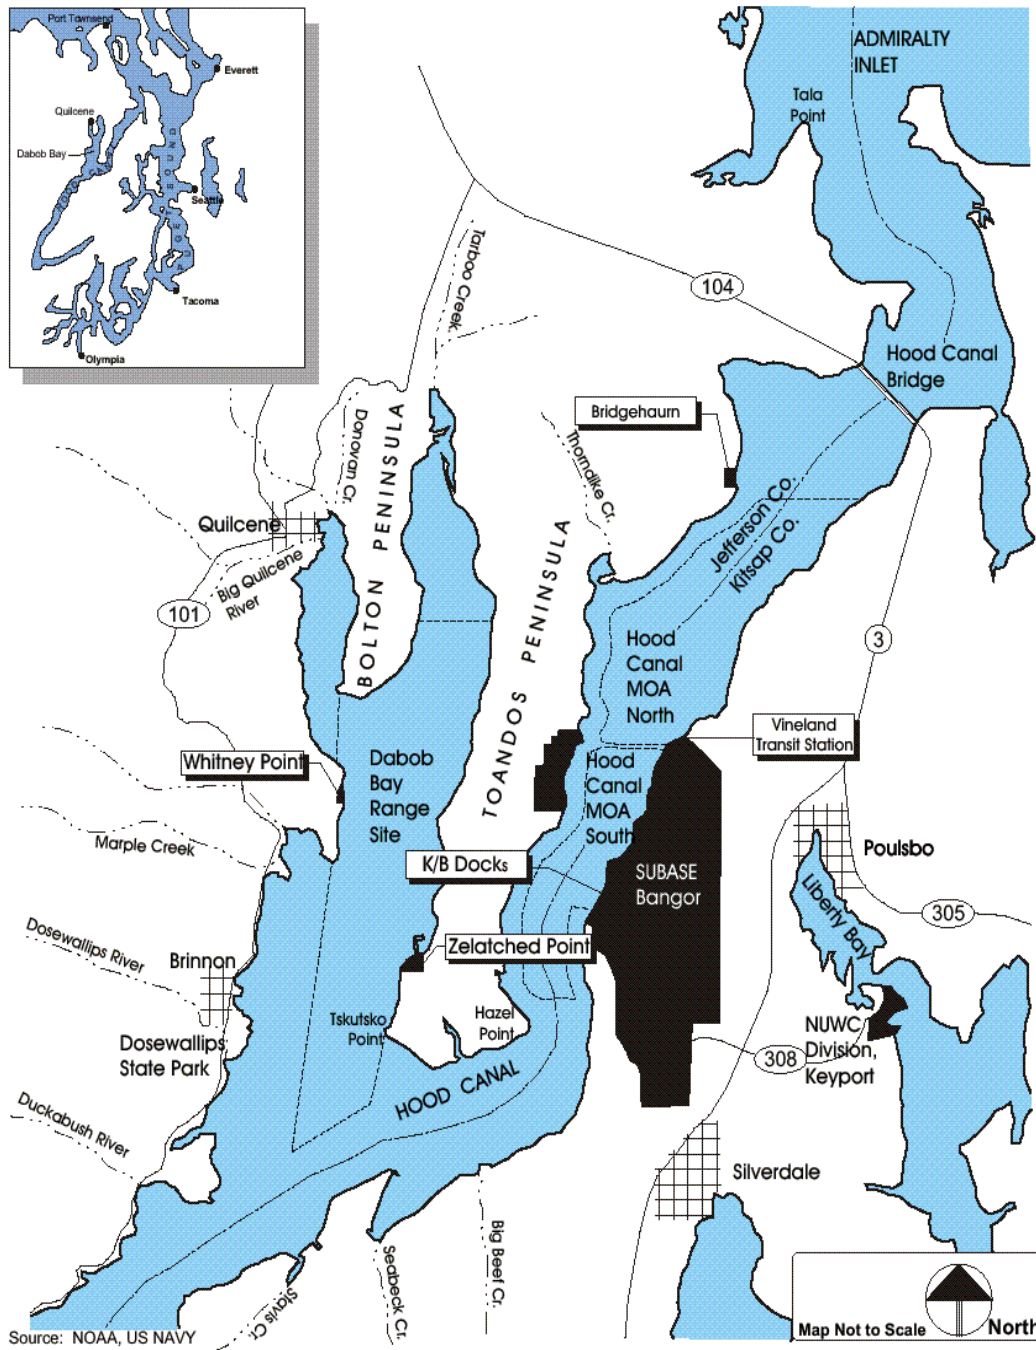 Port Townsend
Everett
Quilcene
Dabob Bay
HOOD CANAL
PUGET SOUND
Seattle
Tacoma
Olympia
ADMIRALTY
INLET
Tala
Point
Tarboo Creek
104
Hood Canal
Bridge
Bridgehaurn
Donovan Cr.
BOLTON PENINSULA
Thorndike Cr.
Jefferson Co.
Kitsap Co.
Quilcene
Big Quilcene
River
101
TOANDOS PENINSULA
3
Hood
Canal
MOA
North
Vineland
Transit Station
Whitney Point
Dabob
Bay
Range
Site
Hood
Canal
MOA
South
Marple Creek
K/B Docks
SUBASE
Bangor
Poulsbo
Liberty Bay
305
Dosewallips River
Brinnon
Zelatched Point
Tskutsko
Point
Hazel
Point
Dosewallips
State Park
NUWC
Division,
Keyport
308
HOOD CANAL
Duckabush River
Silverdale
Big Beef Cr.
Seabeck Cr.
Stavis Cr.
Source: NOAA, US NAVY
Map Not to Scale
North